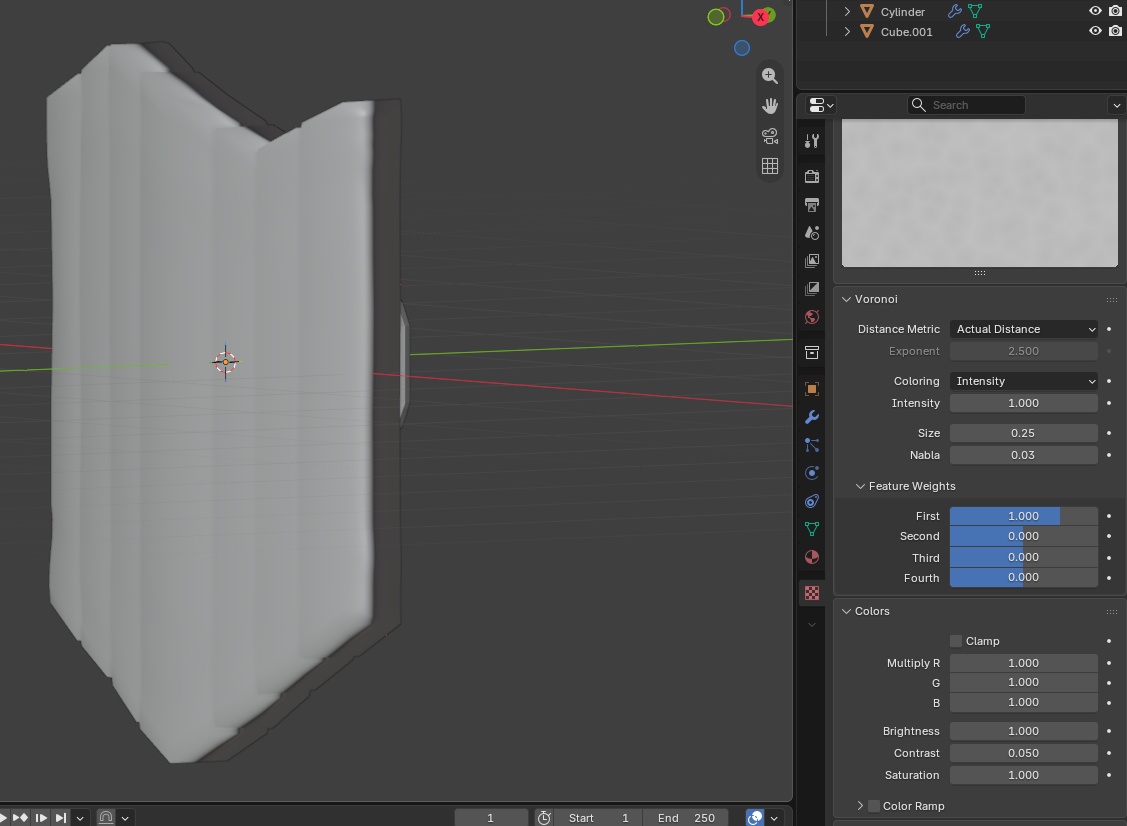 Cylinder
Cube.001
X
Search
Voronoi
Distance Metric Actual Distance
Exponent 2.500
Coloring Intensity
Intensity 1.000
Size 0.25
Nabla 0.03
Feature Weights
First 1.000
Second 0.000
Third 0.000
Fourth 0.000
Colors
Clamp
Multiply R 1.000
G 1.000
B 1.000
Brightness 1.000
Contrast 0.050
Saturation 1.000
Color Ramp
1 Start 1 End 250